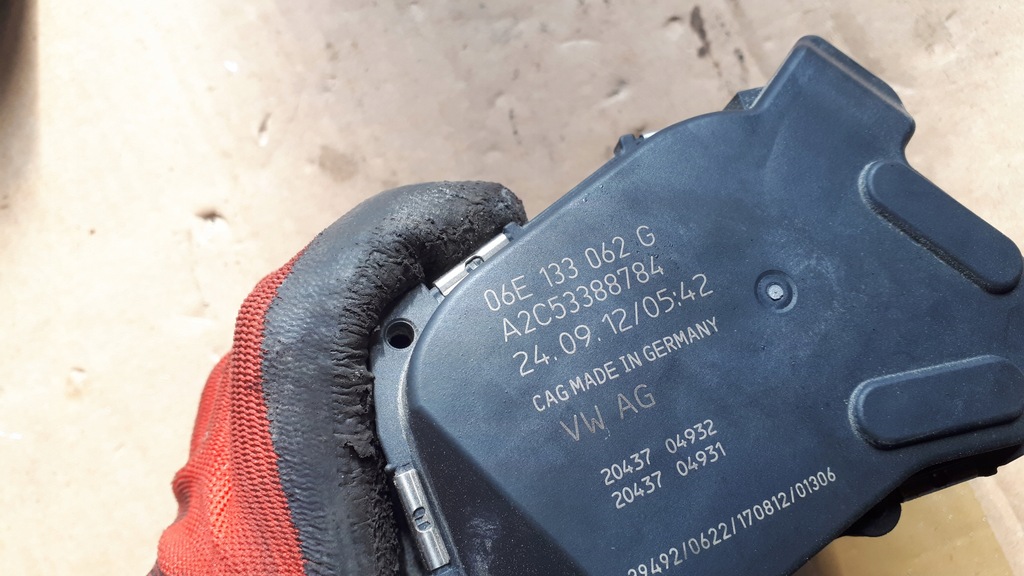 06E 133 062 G
A2C53388784
24.09.12/05:42
CAG MADE IN GERMANY
VW AG
20437 04932
20437 04931
29492/0622/170812/01306